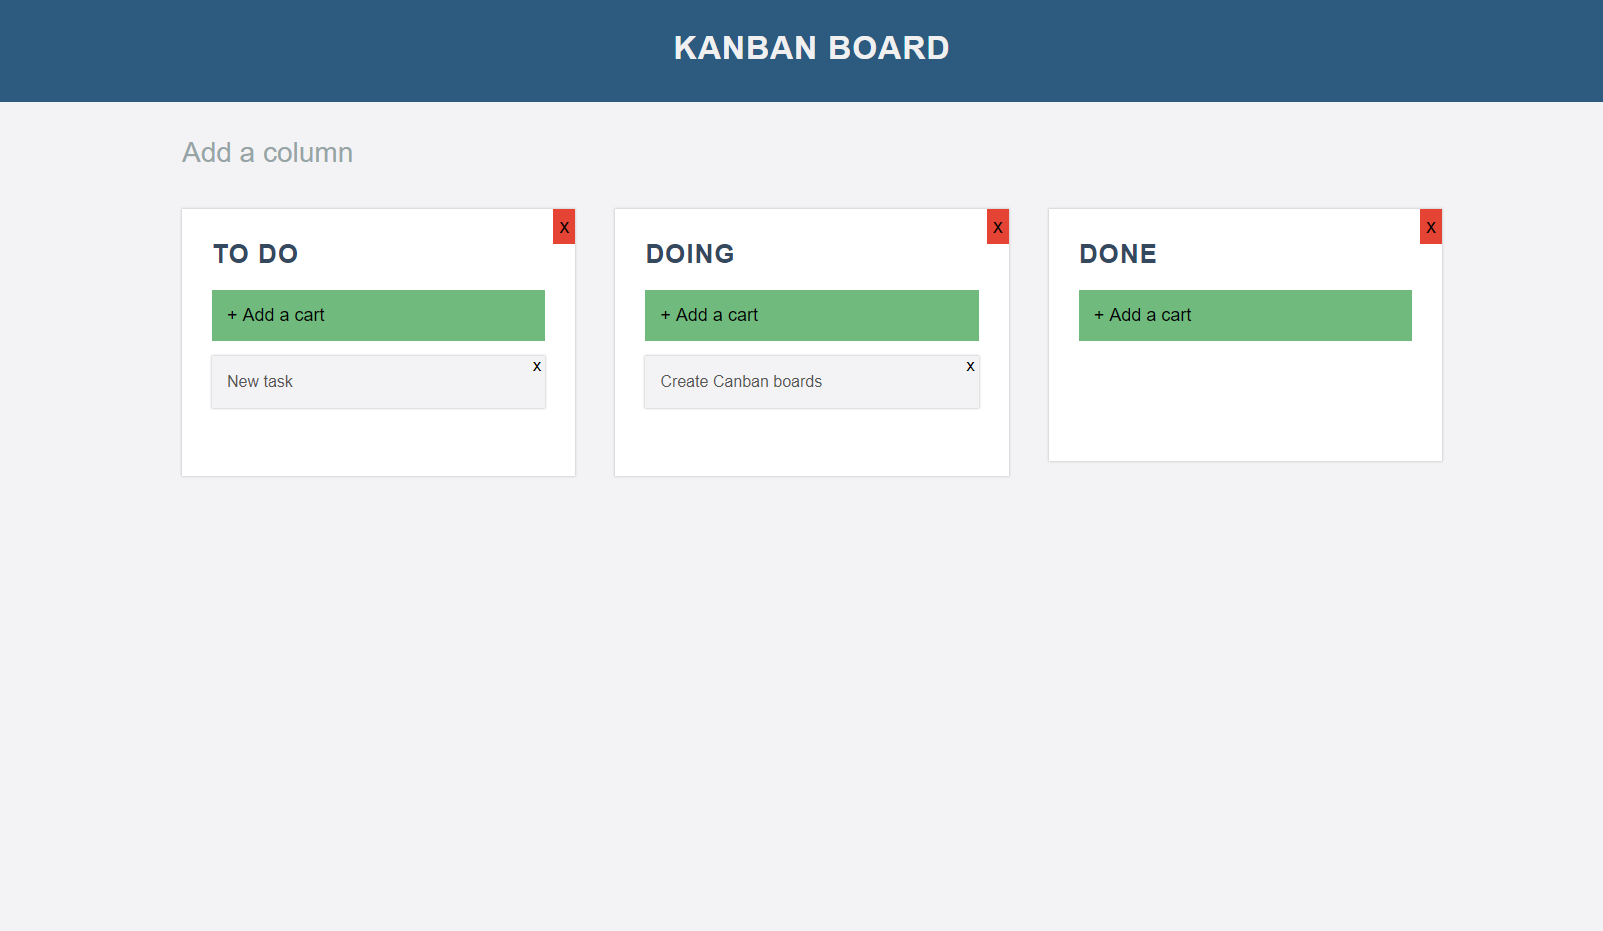 KANBAN BOARD
Add a column
X
TO DO
+ Add a cart
X
New task
X
DOING
+ Add a cart
X
Create Canban boards
X
DONE
+ Add a cart